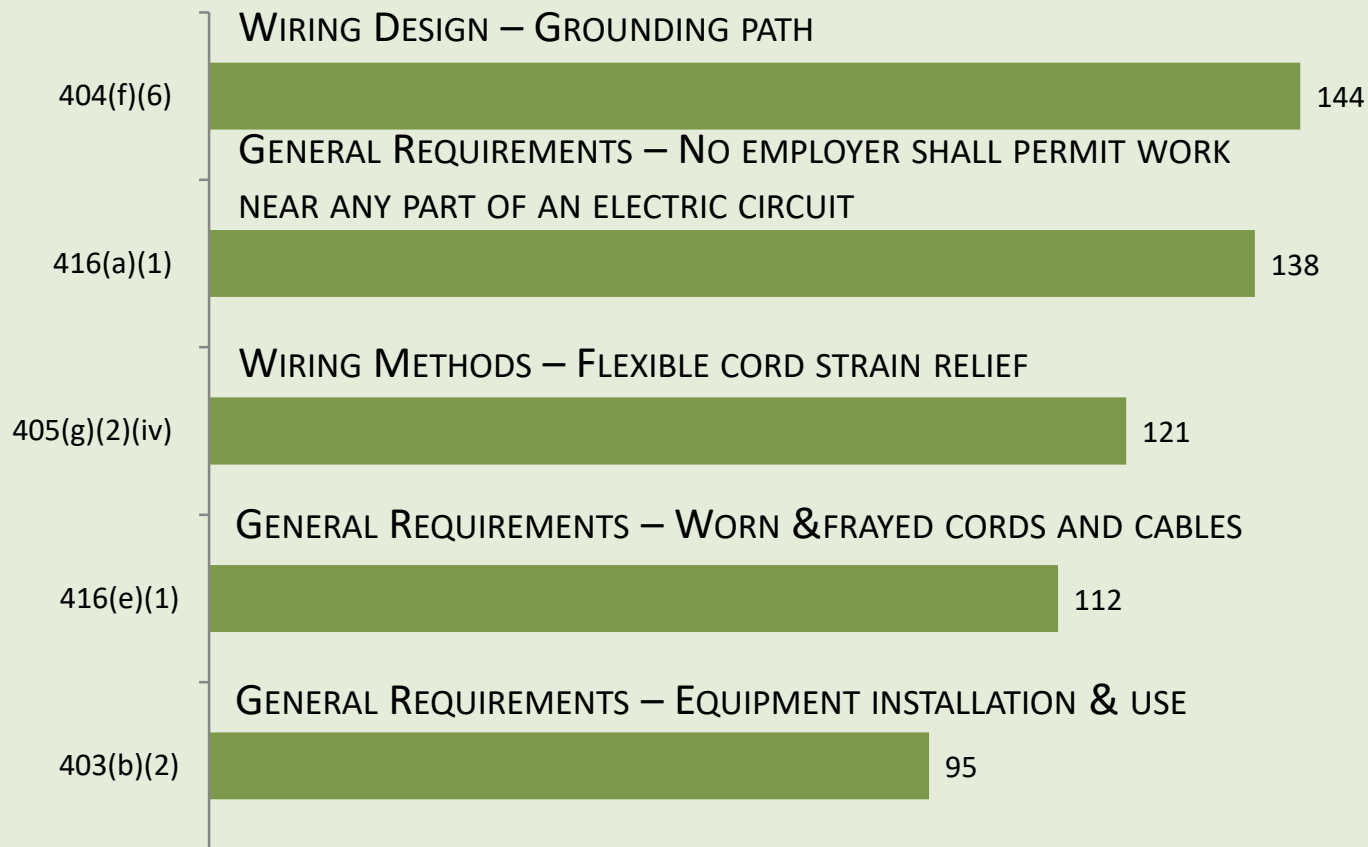 WIRING DESIGN – GROUNDING PATH
404(f)(6)
144
GENERAL REQUIREMENTS – NO EMPLOYER SHALL PERMIT WORK
NEAR ANY PART OF AN ELECTRIC CIRCUIT
416(a)(1)
138
WIRING METHODS – FLEXIBLE CORD STRAIN RELIEF
405(g)(2)(iv)
121
GENERAL REQUIREMENTS – WORN &FRAYED CORDS AND CABLES
416(e)(1)
112
GENERAL REQUIREMENTS – EQUIPMENT INSTALLATION & USE
403(b)(2)
95